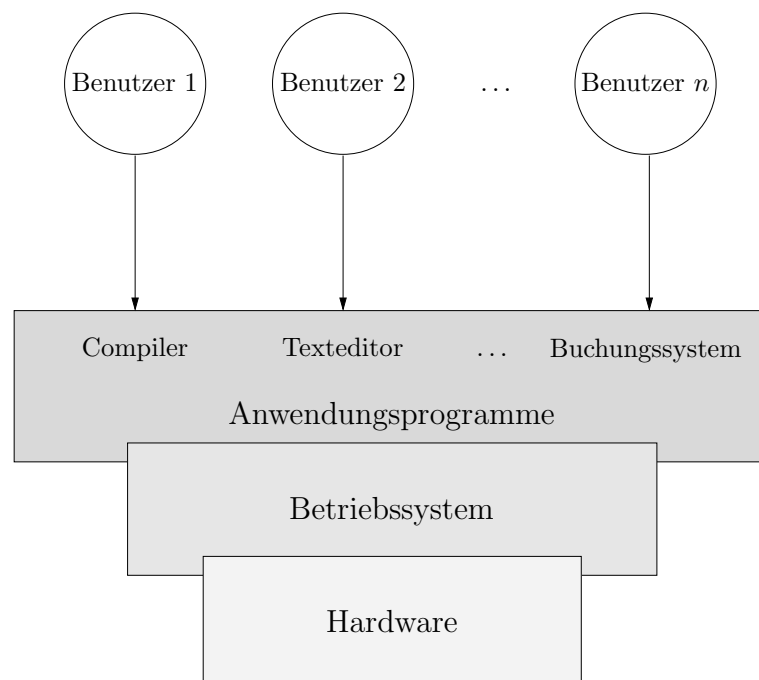 Benutzer 1 Benutzer 2 ... Benutzer n
Compiler Texteditor ... Buchungssystem
Anwendungsprogramme
Betriebssystem
Hardware